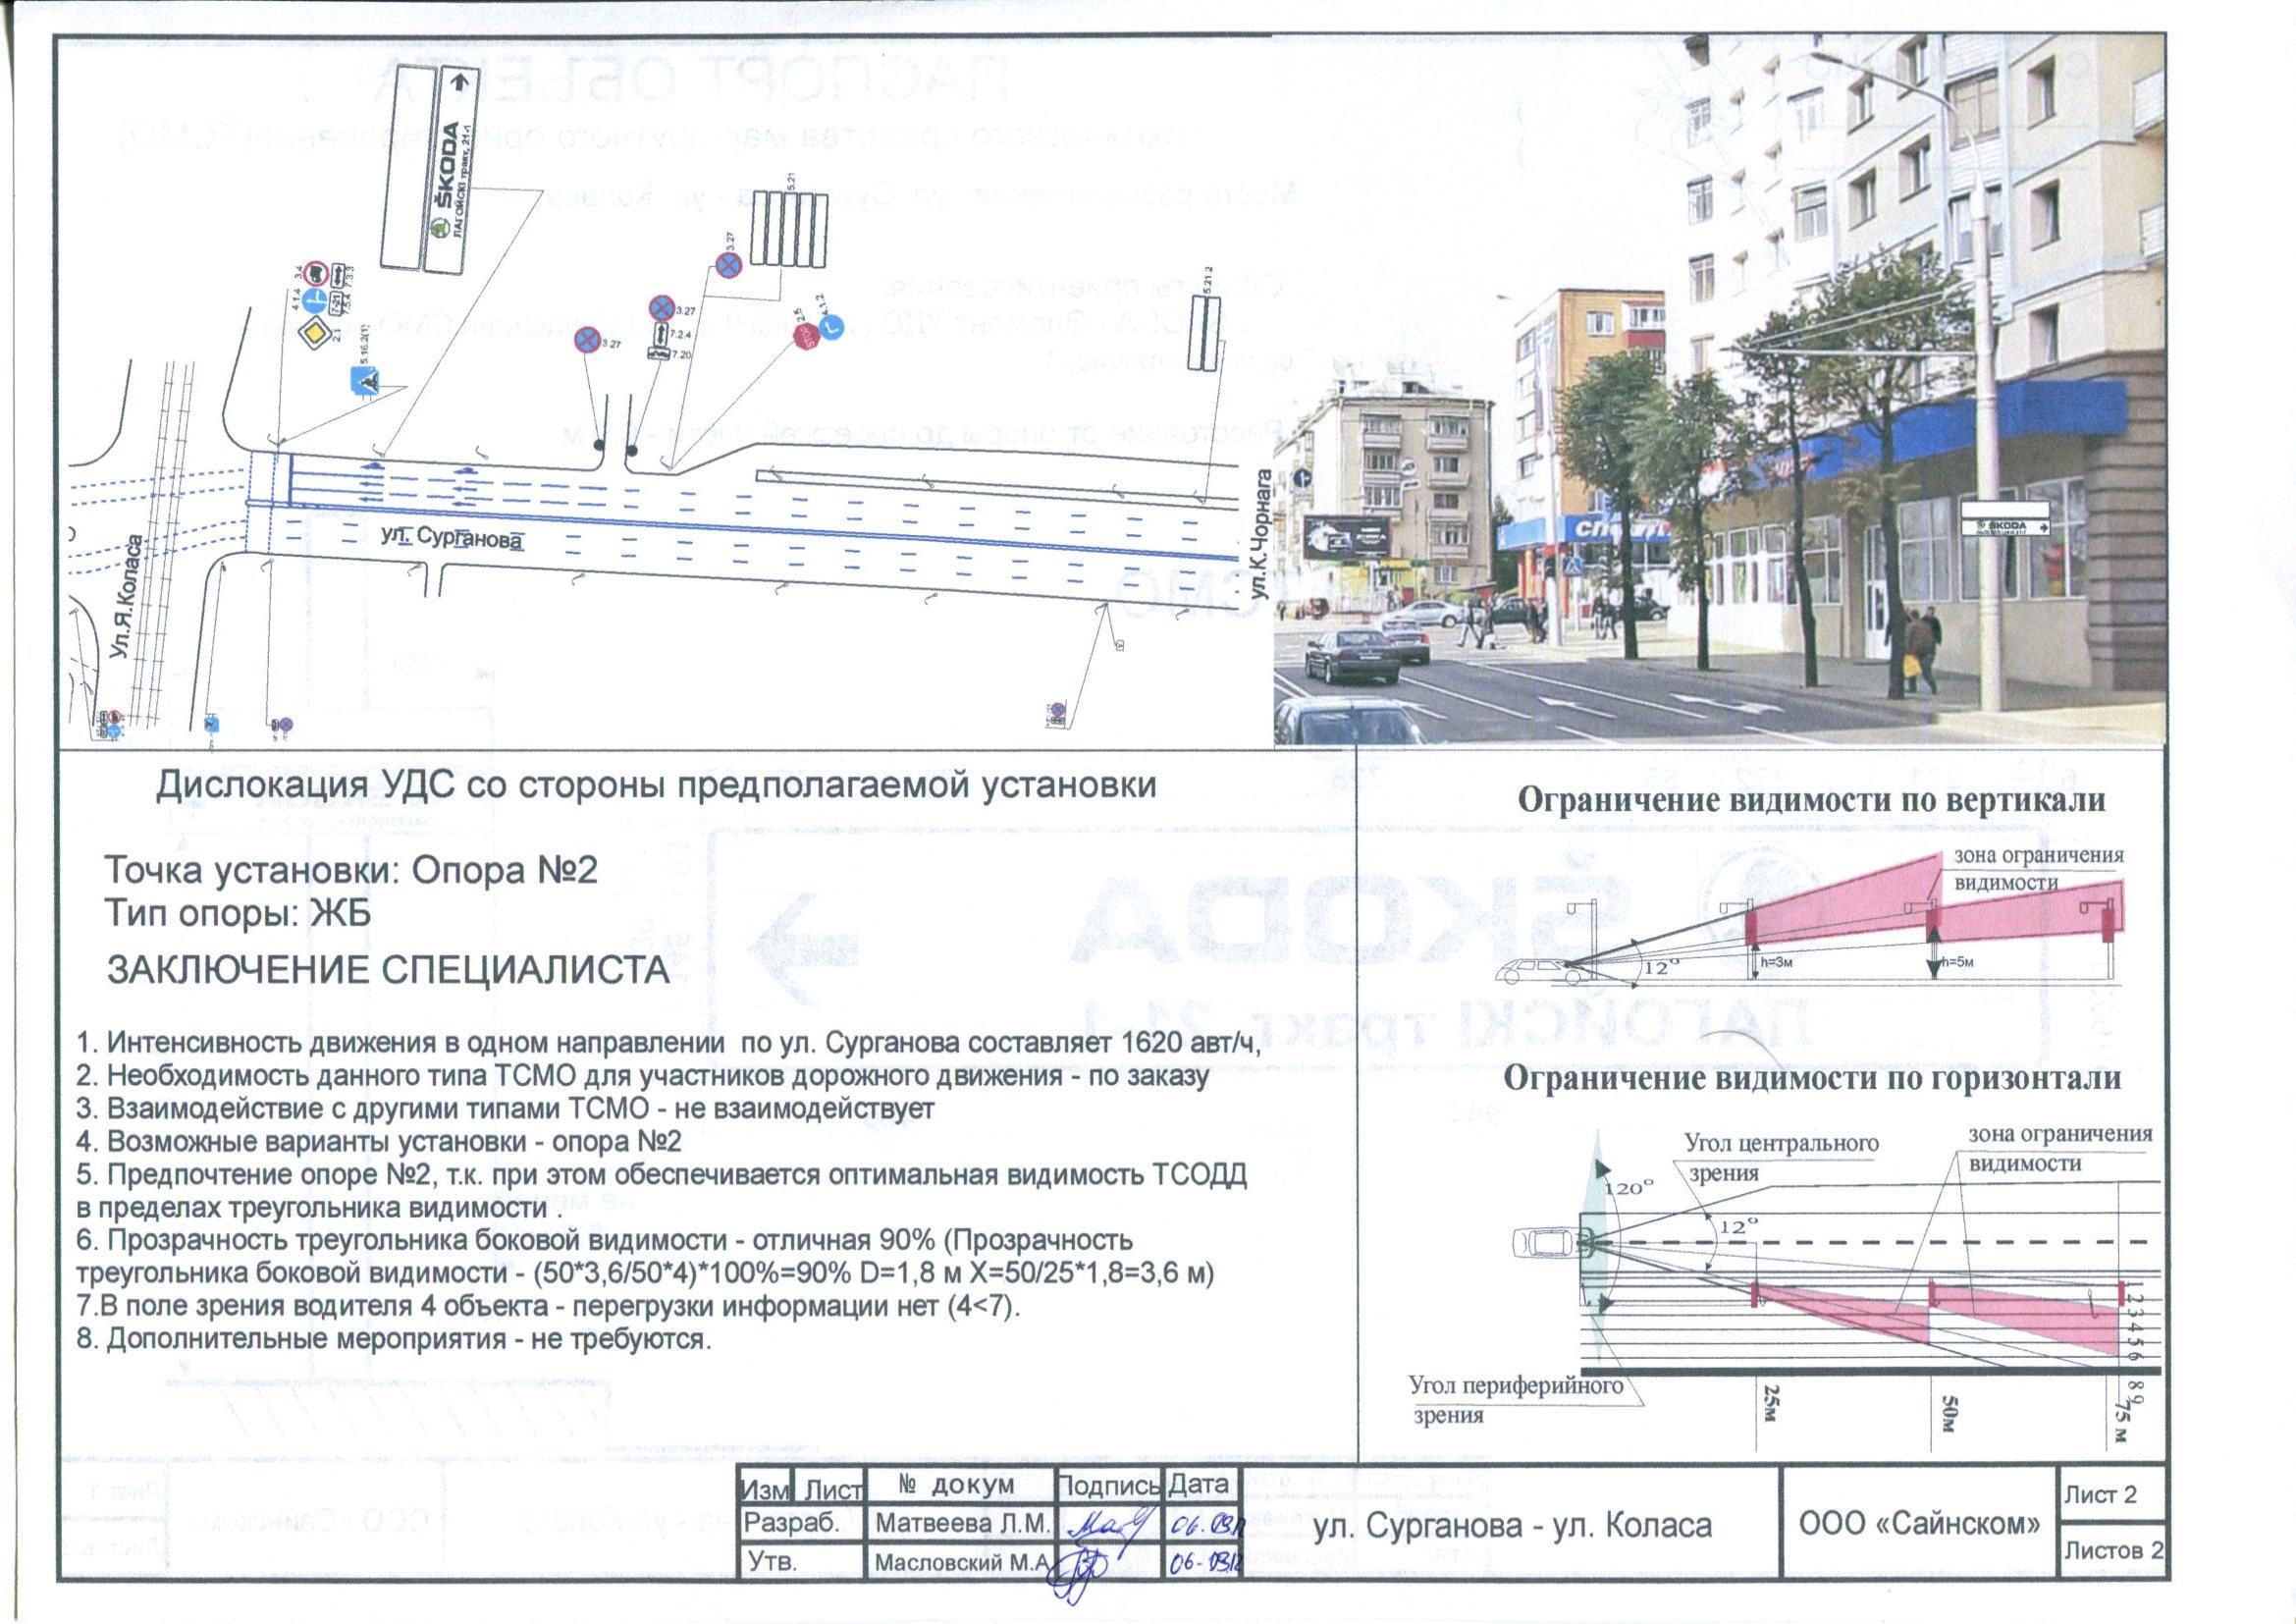 ŠKODA
ЛАГОЙСКІ тракт, 21-1
3.4
4.1.4
7.3.3
7.21
7.5.4
2.1
5.16.2(1)
3.27
3.27
7.2.4
7.20
3.27
5.21
2.5
4.1.2
5.21.2
ул. Сурганова
Ул.Я.Коласа
ул.К.Чорнага
ŠKODA
Дислокация УДС со стороны предполагаемой установки
Точка установки: Опора №2
Тип опоры: ЖБ
ЗАКЛЮЧЕНИЕ СПЕЦИАЛИСТА
1. Интенсивность движения в одном направлении по ул. Сурганова составляет 1620 авт/ч,
2. Необходимость данного типа ТСМО для участников дорожного движения - по заказу
3. Взаимодействие с другими типами ТСМО - не взаимодействует
4. Возможные варианты установки - опора №2
5. Предпочтение опоре №2, т.к. при этом обеспечивается оптимальная видимость ТСОДД
в пределах треугольника видимости .
6. Прозрачность треугольника боковой видимости - отличная 90% (Прозрачность
треугольника боковой видимости - (50*3,6/50*4)*100%=90% D=1,8 м X=50/25*1,8=3,6 м)
7.В поле зрения водителя 4 объекта - перегрузки информации нет (4<7).
8. Дополнительные мероприятия - не требуются.
Ограничение видимости по вертикали
зона ограничения
видимости
12°
h=3м
h=5м
Ограничение видимости по горизонтали
Угол центрального
зрения
зона ограничения
видимости
120°
12°
1 2 3 4 5 6
8 9
Угол периферийного
зрения
25м
50м
75 м
Изм Лист № докум Подпись Дата
Разраб. Матвеева Л.М. 06.09.12
Утв. Масловский М.А. 06-09.12
ул. Сурганова - ул. Коласа
ООО «Сайнском»
Лист 2
Листов 2